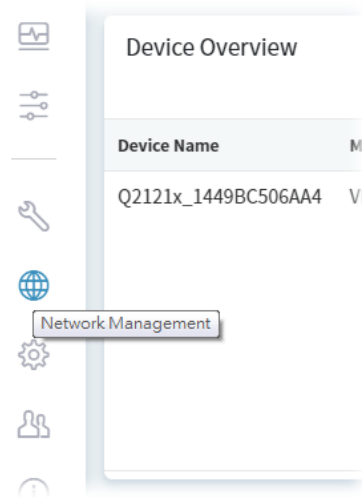 Device Overview
Device Name
Q2121x_1449BC506AA4
Network Management